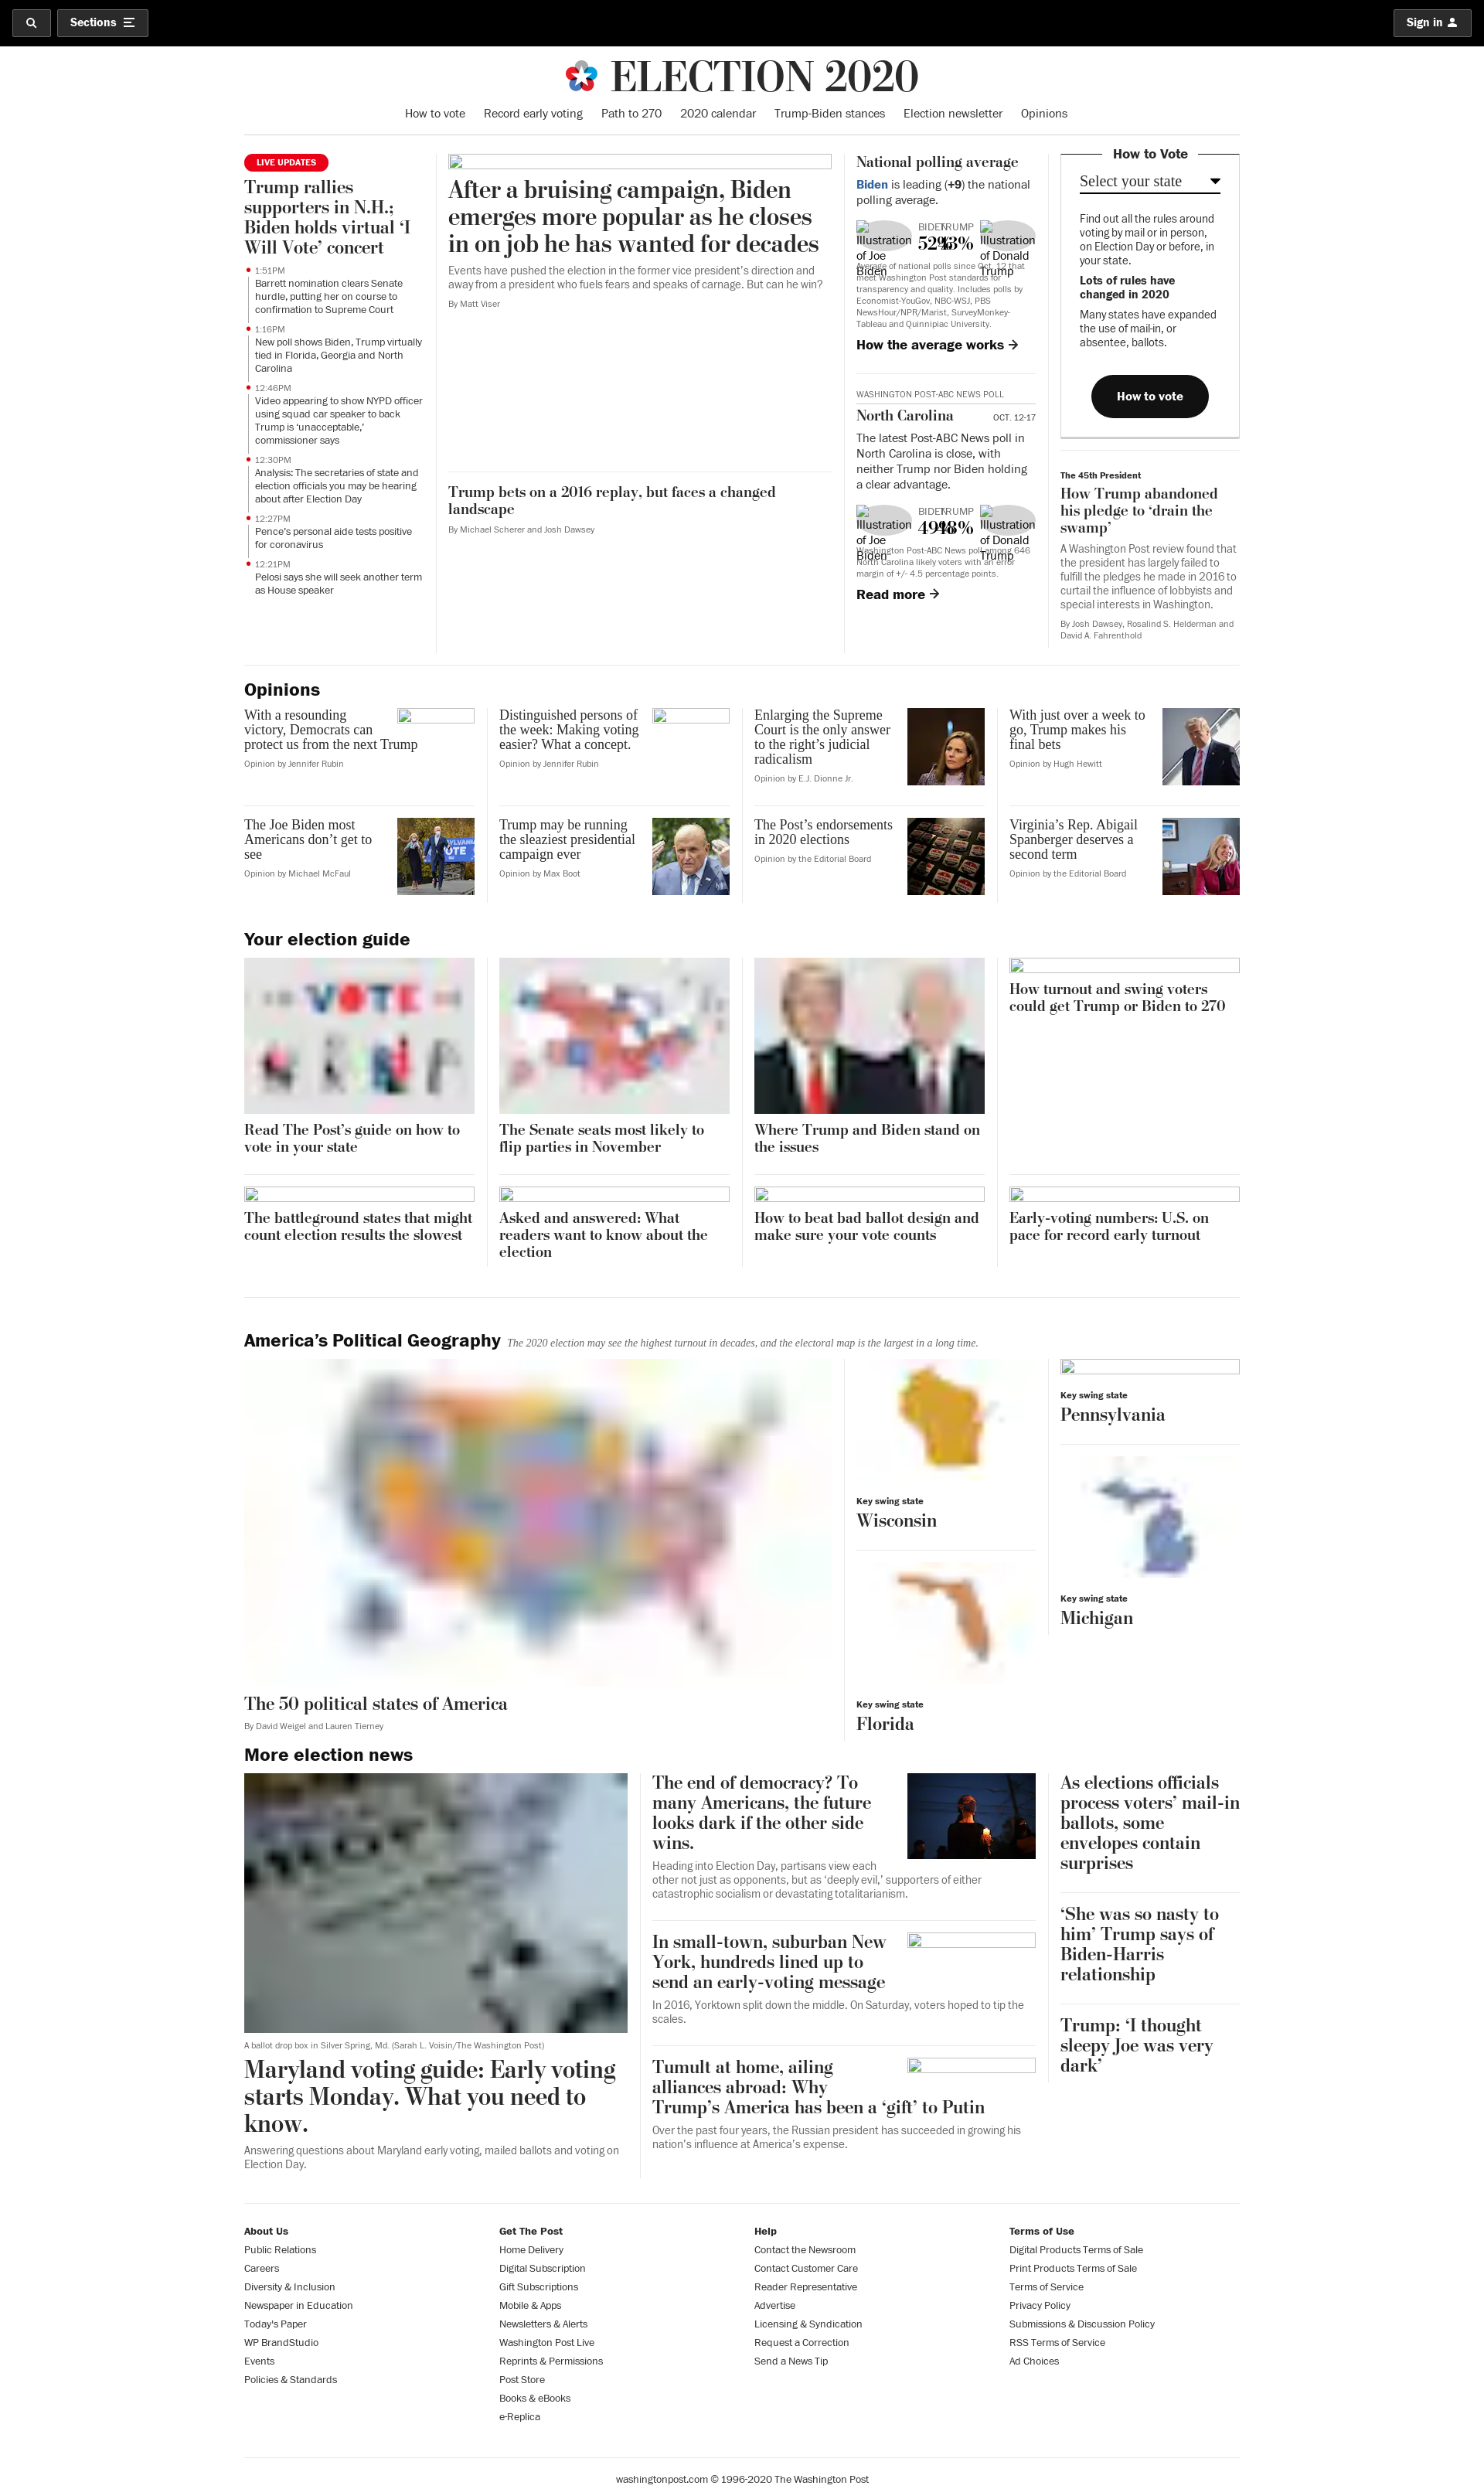 Sections
Sign in
ELECTION 2020
How to vote
Record early voting
Path to 270
2020 calendar
Trump-Biden stances
Election newsletter
Opinions
LIVE UPDATES
Trump rallies
supporters in N.H.;
Biden holds virtual ‘I
Will Vote’ concert
1:51PM
Barrett nomination clears Senate
hurdle, putting her on course to
confirmation to Supreme Court
1:16PM
New poll shows Biden, Trump virtually
tied in Florida, Georgia and North
Carolina
12:46PM
Video appearing to show NYPD officer
using squad car speaker to back
Trump is ‘unacceptable,’
commissioner says
12:30PM
Analysis: The secretaries of state and
election officials you may be hearing
about after Election Day
12:27PM
Pence’s personal aide tests positive
for coronavirus
12:21PM
Pelosi says she will seek another term
as House speaker
After a bruising campaign, Biden
emerges more popular as he closes
in on job he has wanted for decades
Events have pushed the election in the former vice president’s direction and
away from a president who fuels fears and speaks of carnage. But can he win?
By Matt Viser
Trump bets on a 2016 replay, but faces a changed
landscape
By Michael Scherer and Josh Dawsey
National polling average
Biden is leading (+9) the national
polling average.
Illustration
of Joe
Biden
BIDEN
52%
TRUMP
43%
Illustration
of Donald
Trump
Average of national polls since Oct. 12 that
meet Washington Post standards for
transparency and quality. Includes polls by
Economist-YouGov, NBC-WSJ, PBS
NewsHour/NPR/Marist, SurveyMonkey-
Tableau and Quinnipiac University.
How the average works
WASHINGTON POST-ABC NEWS POLL
North Carolina
OCT. 12-17
The latest Post-ABC News poll in
North Carolina is close, with
neither Trump nor Biden holding
a clear advantage.
Illustration
of Joe
Biden
BIDEN
49%
TRUMP
48%
Illustration
of Donald
Trump
Washington Post-ABC News poll among 646
North Carolina likely voters with an error
margin of +/- 4.5 percentage points.
Read more
How to Vote
Select your state
Find out all the rules around
voting by mail or in person,
on Election Day or before, in
your state.
Lots of rules have
changed in 2020
Many states have expanded
the use of mail-in, or
absentee, ballots.
How to vote
The 45th President
How Trump abandoned
his pledge to ‘drain the
swamp’
A Washington Post review found that
the president has largely failed to
fulfill the pledges he made in 2016 to
curtail the influence of lobbyists and
special interests in Washington.
By Josh Dawsey, Rosalind S. Helderman and
David A. Fahrenthold
Opinions
With a resounding
victory, Democrats can
protect us from the next Trump
Opinion by Jennifer Rubin
Distinguished persons of
the week: Making voting
easier? What a concept.
Opinion by Jennifer Rubin
Enlarging the Supreme
Court is the only answer
to the right’s judicial
radicalism
Opinion by E.J. Dionne Jr.
With just over a week to
go, Trump makes his
final bets
Opinion by Hugh Hewitt
The Joe Biden most
Americans don’t get to
see
Opinion by Michael McFaul
Trump may be running
the sleaziest presidential
campaign ever
Opinion by Max Boot
The Post’s endorsements
in 2020 elections
Opinion by the Editorial Board
Virginia’s Rep. Abigail
Spanberger deserves a
second term
Opinion by the Editorial Board
Your election guide
VOTE
Read The Post’s guide on how to
vote in your state
The Senate seats most likely to
flip parties in November
Where Trump and Biden stand on
the issues
How turnout and swing voters
could get Trump or Biden to 270
The battleground states that might
count election results the slowest
Asked and answered: What
readers want to know about the
election
How to beat bad ballot design and
make sure your vote counts
Early-voting numbers: U.S. on
pace for record early turnout
America’s Political Geography
The 2020 election may see the highest turnout in decades, and the electoral map is the largest in a long time.
The 50 political states of America
By David Weigel and Lauren Tierney
Key swing state
Wisconsin
Key swing state
Florida
Key swing state
Pennsylvania
Key swing state
Michigan
More election news
A ballot drop box in Silver Spring, Md. (Sarah L. Voisin/The Washington Post)
Maryland voting guide: Early voting
starts Monday. What you need to
know.
Answering questions about Maryland early voting, mailed ballots and voting on
Election Day.
The end of democracy? To
many Americans, the future
looks dark if the other side
wins.
Heading into Election Day, partisans view each
other not just as opponents, but as ‘deeply evil,’ supporters of either
catastrophic socialism or devastating totalitarianism.
In small-town, suburban New
York, hundreds lined up to
send an early-voting message
In 2016, Yorktown split down the middle. On Saturday, voters hoped to tip the
scales.
Tumult at home, ailing
alliances abroad: Why
Trump’s America has been a ‘gift’ to Putin
Over the past four years, the Russian president has succeeded in growing his
nation’s influence at America’s expense.
As elections officials
process voters’ mail-in
ballots, some
envelopes contain
surprises
‘She was so nasty to
him’ Trump says of
Biden-Harris
relationship
Trump: ‘I thought
sleepy Joe was very
dark’
About Us
Public Relations
Careers
Diversity & Inclusion
Newspaper in Education
Today's Paper
WP BrandStudio
Events
Policies & Standards
Get The Post
Home Delivery
Digital Subscription
Gift Subscriptions
Mobile & Apps
Newsletters & Alerts
Washington Post Live
Reprints & Permissions
Post Store
Books & eBooks
e-Replica
Help
Contact the Newsroom
Contact Customer Care
Reader Representative
Advertise
Licensing & Syndication
Request a Correction
Send a News Tip
Terms of Use
Digital Products Terms of Sale
Print Products Terms of Sale
Terms of Service
Privacy Policy
Submissions & Discussion Policy
RSS Terms of Service
Ad Choices
washingtonpost.com © 1996-2020 The Washington Post